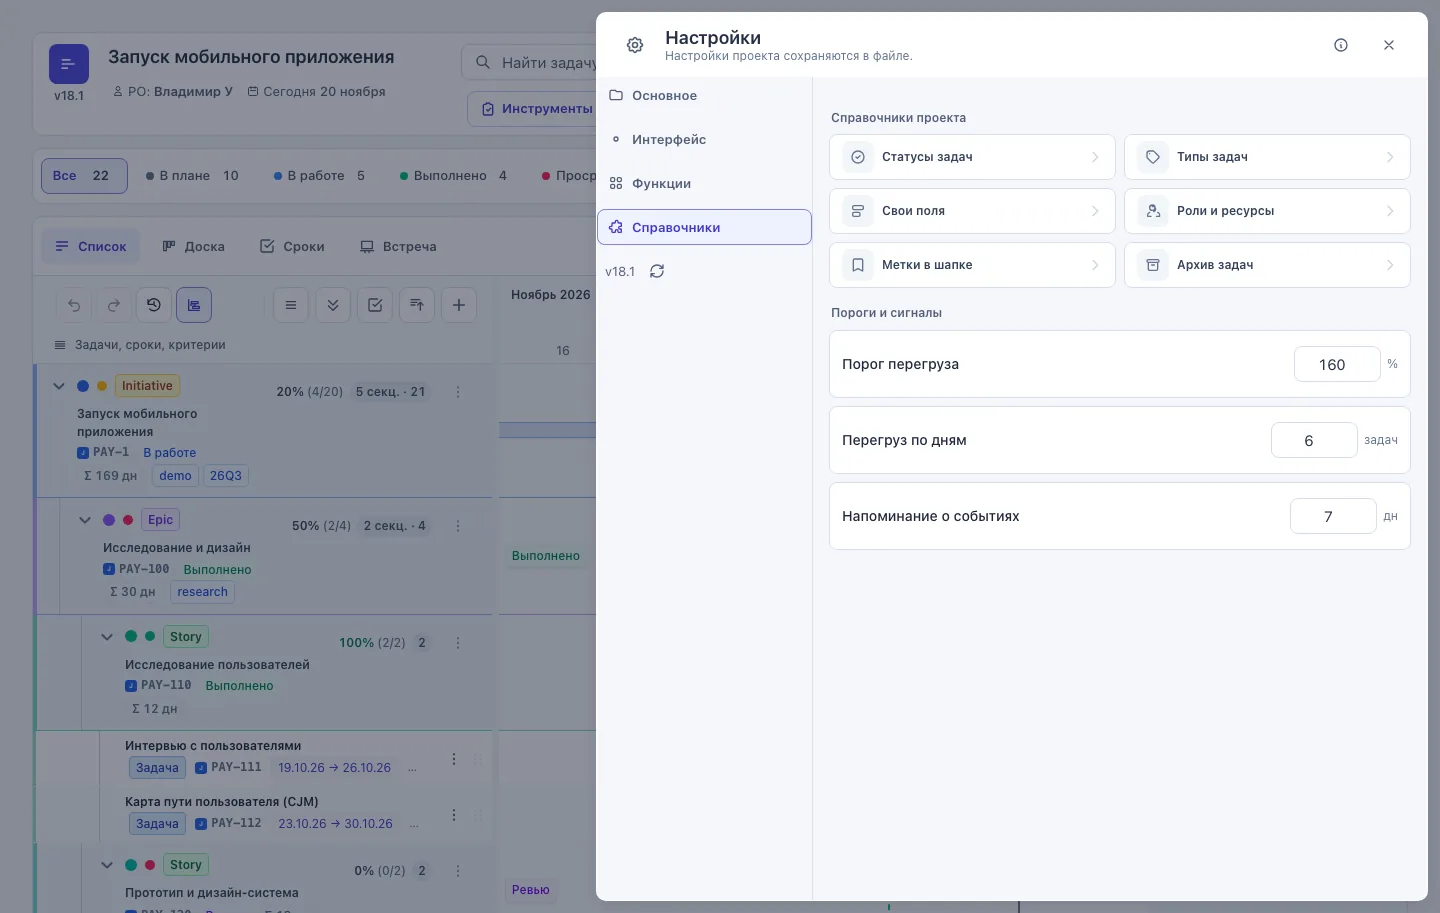 Запуск мобильного приложения
v18.1
PO: Владимир У
Сегодня 20 ноября
Найти задачу
Инструменты
Все 22
В плане 10
В работе 5
Выполнено 4
Список
Доска
Сроки
Встреча
Ноябрь 2026
Задачи, сроки, критерии
16
Initiative
20% (4/20) 5 секц. · 21
Запуск мобильного
приложения
PAY-1 В работе
Σ 169 дн demo 26Q3
Epic
50% (2/4) 2 секц. · 4
Исследование и дизайн
PAY-100 Выполнено
Σ 30 дн research
Выполнено
Story
100% (2/2) 2
Исследование пользователей
PAY-110 Выполнено
Σ 12 дн
Интервью с пользователями
Задача PAY-111 19.10.26 → 26.10.26 ...
Карта пути пользователя (CJM)
Задача PAY-112 23.10.26 → 30.10.26 ...
Story
0% (0/2) 2
Прототип и дизайн-система
Ревью
Настройки
Настройки проекта сохраняются в файле.
Основное
Интерфейс
Функции
Справочники
v18.1
Справочники проекта
Статусы задач
Типы задач
Свои поля
Роли и ресурсы
Метки в шапке
Архив задач
Пороги и сигналы
Порог перегруза 160 %
Перегруз по дням 6 задач
Напоминание о событиях 7 дн